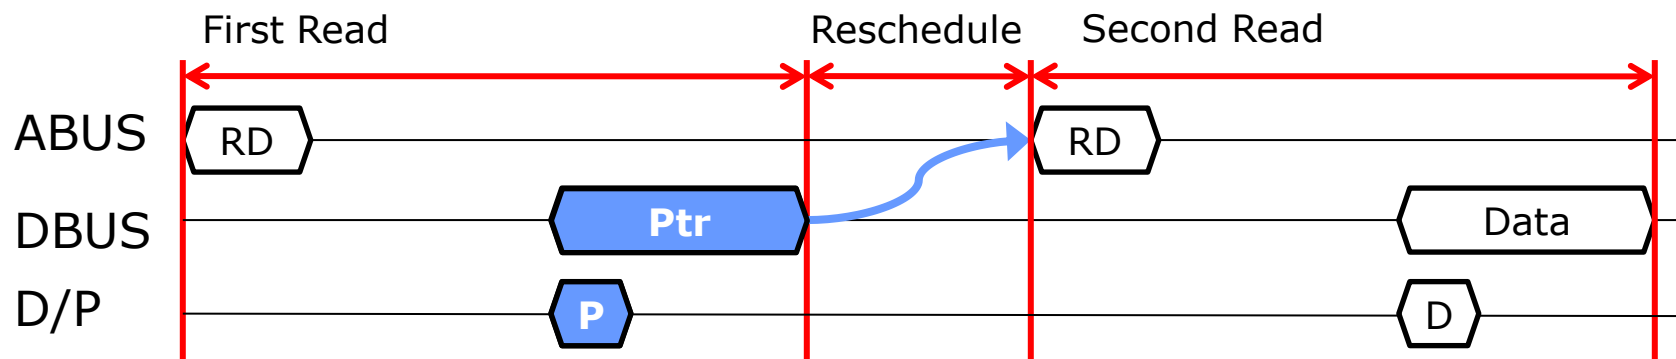 First Read Reschedule Second Read
ABUS RD RD
DBUS Ptr Data
D/P P D